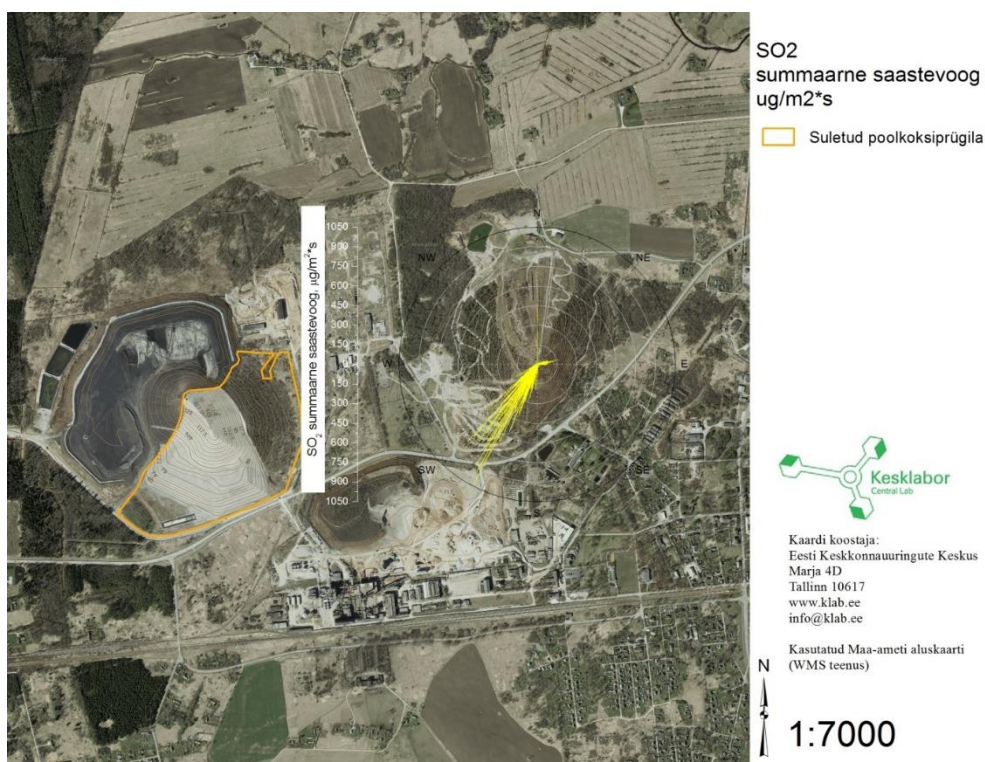 SO2
summaarne saastevoog
ug/m2*s
Suletud poolkoksiprügila
SO₂ summaarne saastevoog, µg/m²*s
1050
900
750
600
450
300
150
0
150
300
450
600
750
900
1050
N
NW
NE
W
E
SW
SE
S
Kesklabor
Central Lab
Kaardi koostaja:
Eesti Keskkonnauuringute Keskus
Marja 4D
Tallinn 10617
www.klab.ee
info@klab.ee
Kasutatud Maa-ameti aluskaarti
(WMS teenus)
N
1:7000